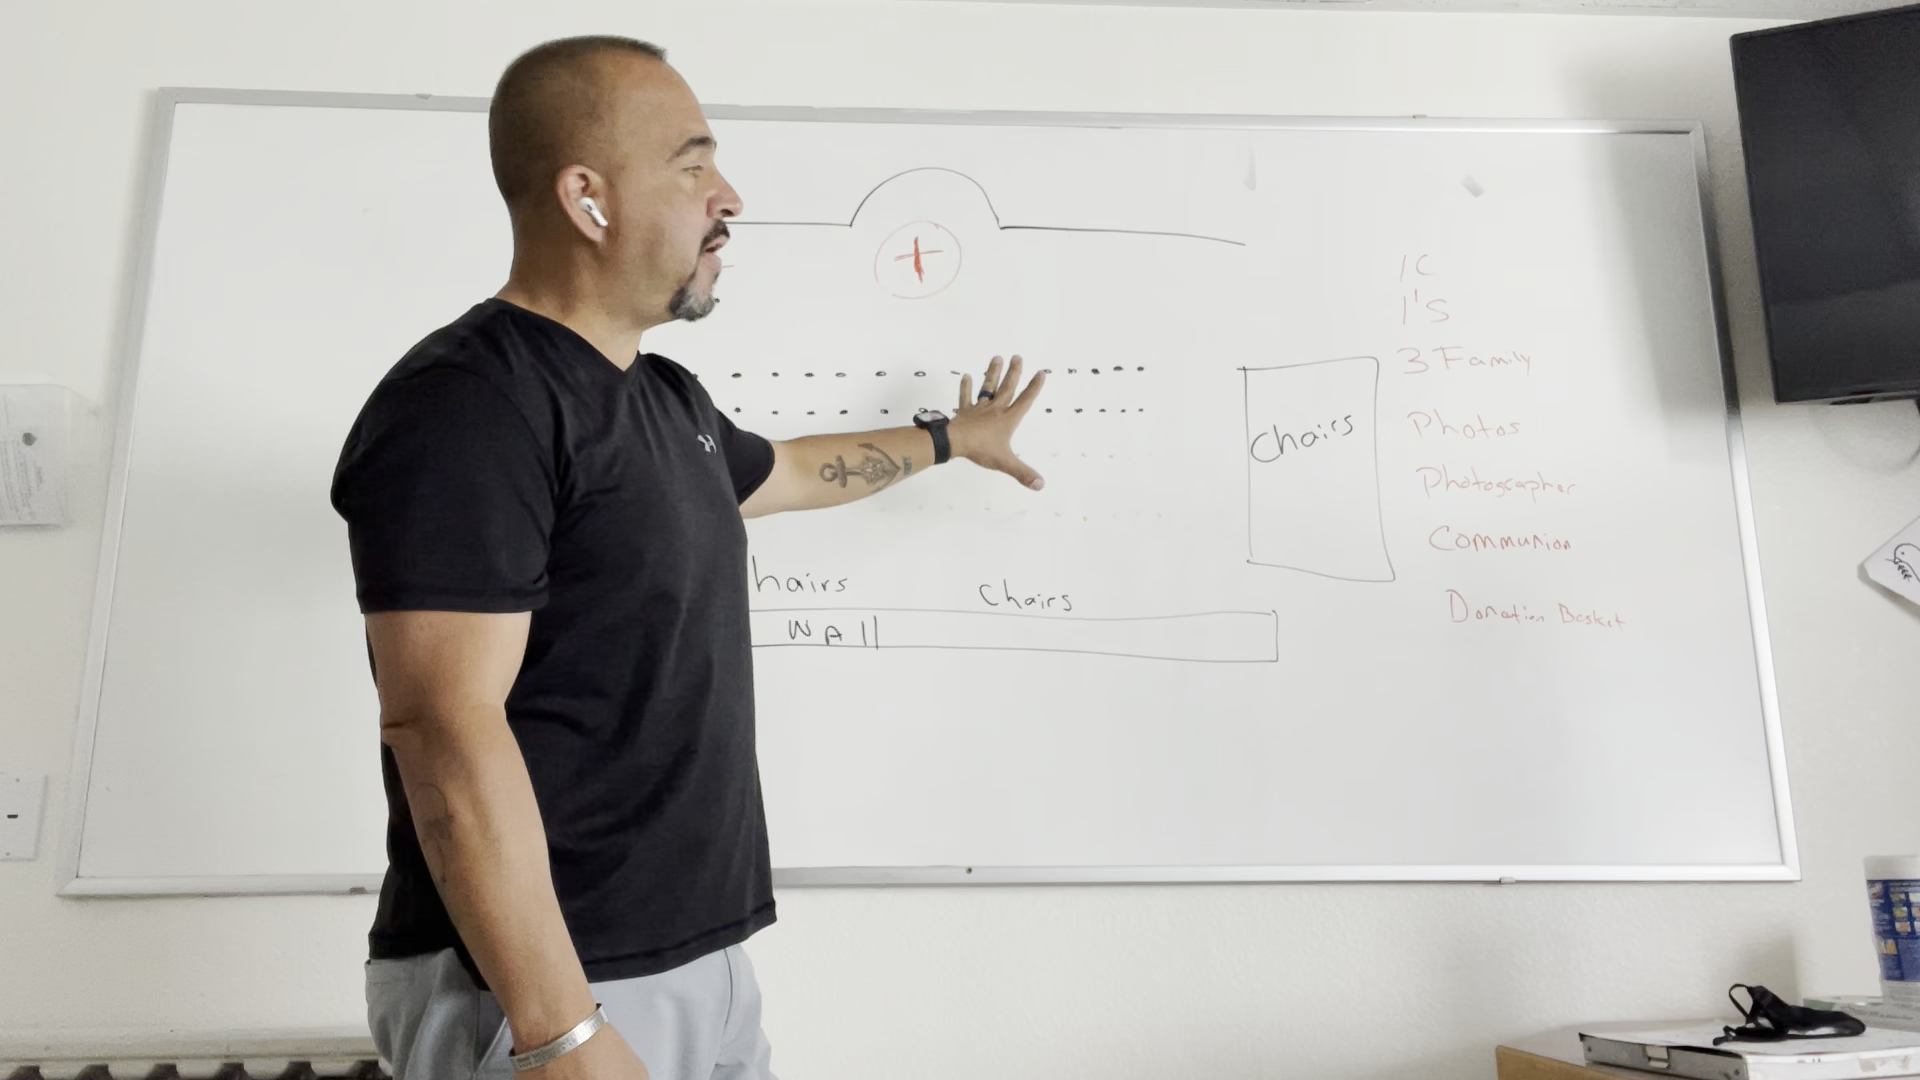 1C
1'S
3 Family
Chairs
Photos
Photographer
Communion
hairs
Chairs
Donation Basket
WAll